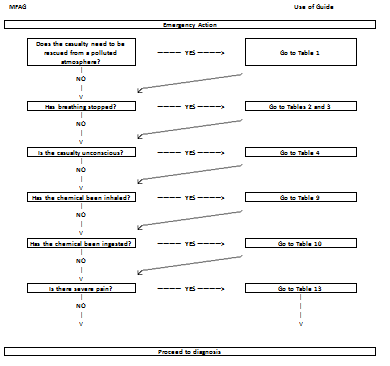 MFAG Use of Guide
Emergency Action
Does the casualty need to be
rescued from a polluted
atmosphere?
YES
Go to Table 1
NO
Has breathing stopped?
YES
Go to Tables 2 and 3
NO
Is the casualty unconscious?
YES
Go to Table 4
NO
Has the chemical been inhaled?
YES
Go to Table 9
NO
Has the chemical been ingested?
YES
Go to Table 10
NO
Is there severe pain?
YES
Go to Table 13
NO
Proceed to diagnosis